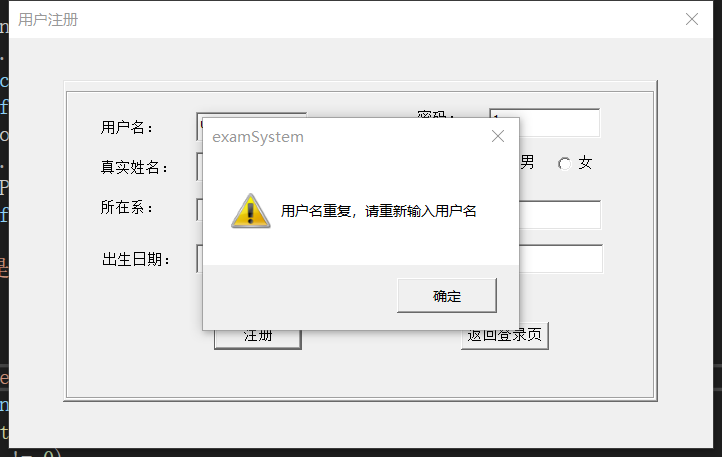 用户注册
用户名：
密码：
examSystem
真实姓名：
男
女
所在系：
用户名重复，请重新输入用户名
出生日期：
确定
注册
返回登录页